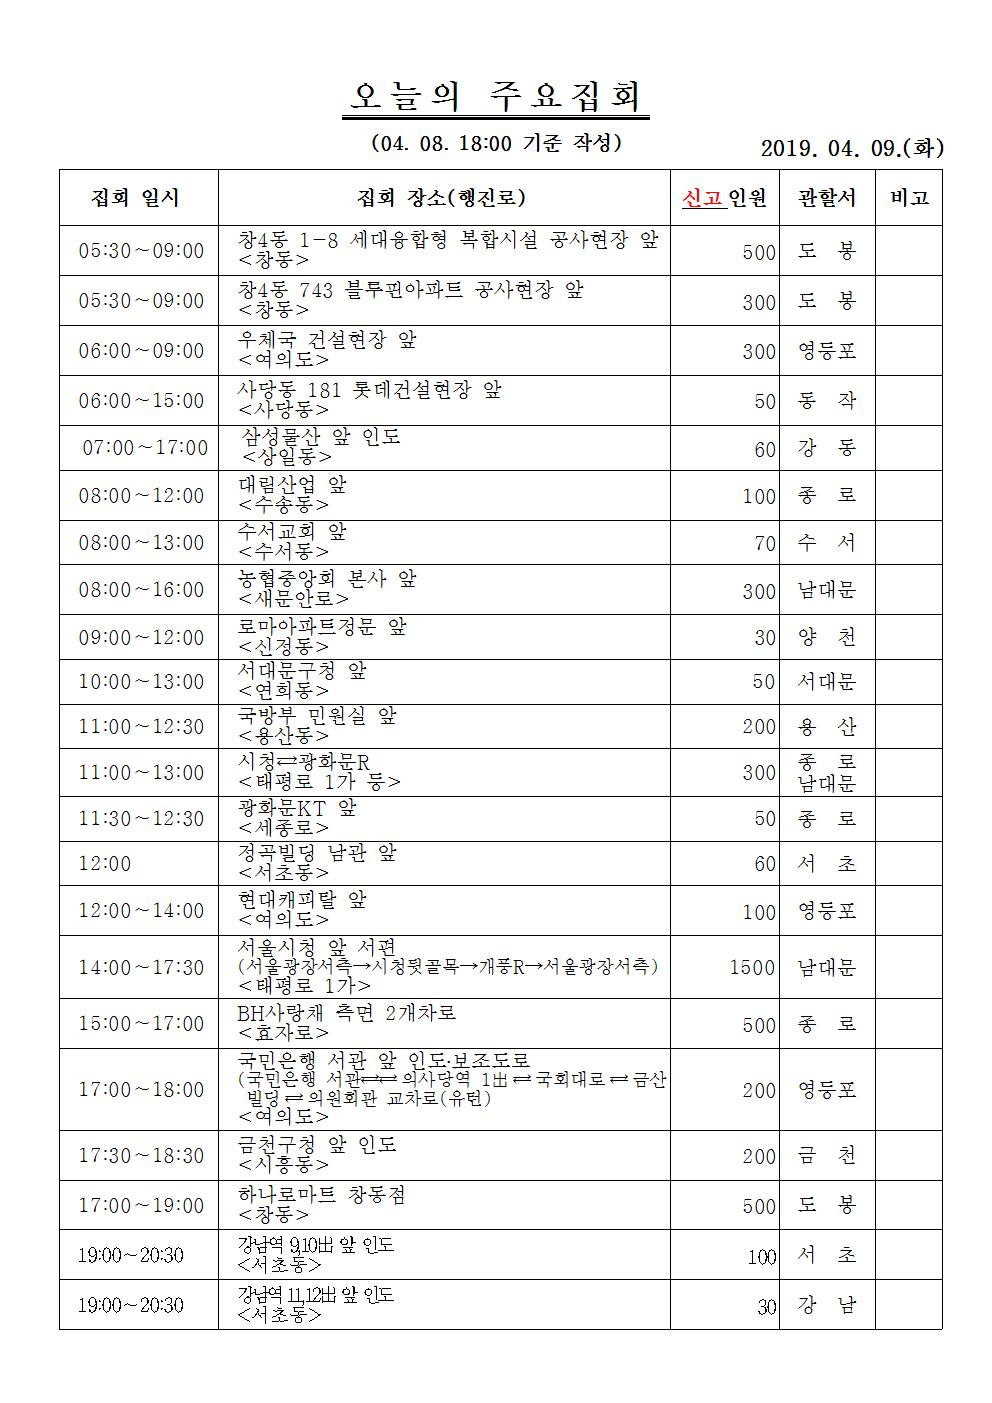 오늘의 주요집회
(04. 08. 18:00 기준 작성)
2019. 04. 09.(화)
집회 일시 집회 장소(행진로) 신고인원 관할서 비고
05:30~09:00 창4동 1-8 세대융합형 복합시설 공사현장 앞 500 도 봉
<창동>
05:30~09:00 창4동 743 블루핀아파트 공사현장 앞 300 도 봉
<창동>
06:00~09:00 우체국 건설현장 앞 300 영등포
<여의도>
06:00~15:00 사당동 181 롯데건설현장 앞 50 동 작
<사당동>
07:00~17:00 삼성물산 앞 인도 60 강 동
<상일동>
08:00~12:00 대림산업 앞 100 종 로
<수송동>
08:00~13:00 수서교회 앞 70 수 서
<수서동>
08:00~16:00 농협중앙회 본사 앞 300 남대문
<새문안로>
09:00~12:00 로마아파트정문 앞 30 양 천
<신정동>
10:00~13:00 서대문구청 앞 50 서대문
<연희동>
11:00~12:30 국방부 민원실 앞 200 용 산
<용산동>
11:00~13:00 시청⇄광화문R 300 종 로
<태평로 1가 등> 남대문
11:30~12:30 광화문KT 앞 50 종 로
<세종로>
12:00 정곡빌딩 남관 앞 60 서 초
<서초동>
12:00~14:00 현대캐피탈 앞 100 영등포
<여의도>
14:00~17:30 서울시청 앞 서편 1500 남대문
(서울광장서측→시청뒷골목→개풍R→서울광장서측)
<태평로 1가>
15:00~17:00 BH사랑채 측면 2개차로 500 종 로
<효자로>
17:00~18:00 국민은행 서관 앞 인도·보조도로 200 영등포
(국민은행 서관⇄⇄의사당역 1出⇄국회대로⇄금산
빌딩⇄의원회관 교차로(유턴)
<여의도>
17:30~18:30 금천구청 앞 인도 200 금 천
<시흥동>
17:00~19:00 하나로마트 창동점 500 도 봉
<창동>
19:00~20:30 강남역 9,10出 앞 인도 100 서 초
<서초동>
19:00~20:30 강남역 11,12出 앞 인도 30 강 남
<서초동>